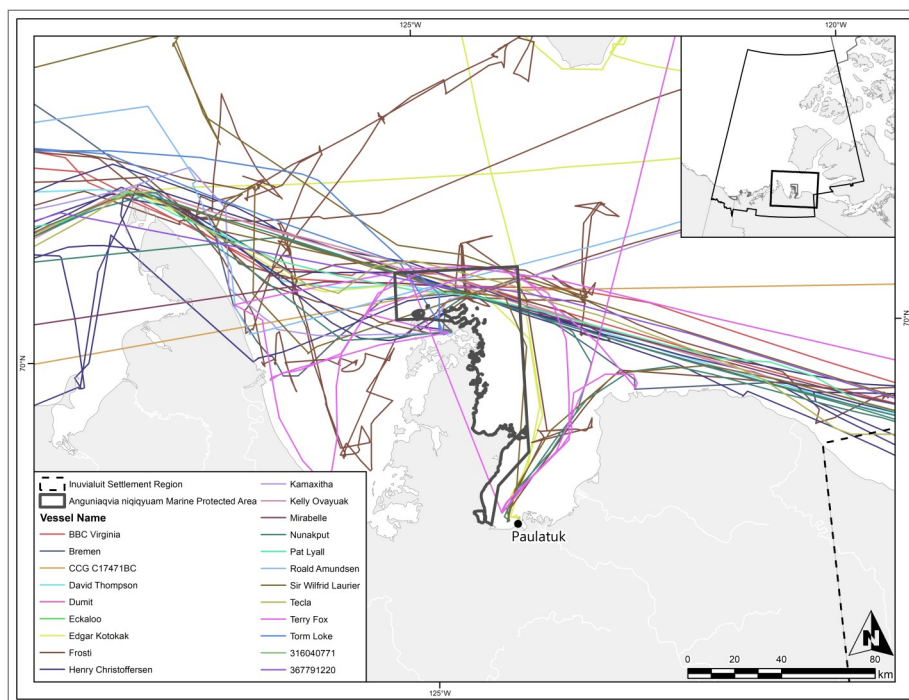 125°W
120°W
70°N
70°N
Paulatuk
Inuvialuit Settlement Region
Anguniaqvia niqiqyuam Marine Protected Area
Vessel Name
BBC Virginia
Bremen
CCG C17471BC
David Thompson
Dumit
Eckaloo
Edgar Kotokak
Frosti
Henry Christoffersen
Kamaxitha
Kelly Ovayuak
Mirabelle
Nunakput
Pat Lyall
Roald Amundsen
Sir Wilfrid Laurier
Tecla
Terry Fox
Torm Loke
316040771
367791220
N
0 10 20 40 60 80
km
125°W